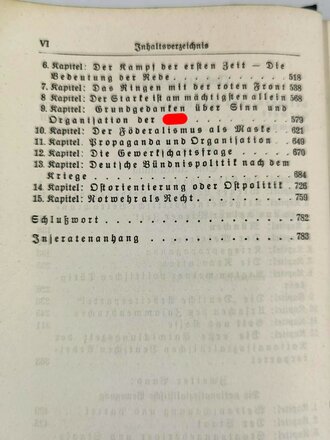 VI Inhaltsverzeichnis
6. Kapitel: Der Kampf der ersten Zeit — Die
Bedeutung der Rede . . . . . . . . . . . 518
7. Kapitel: Das Ringen mit der roten Front 538
8. Kapitel: Der Starke ist am mächtigsten allein 568
9. Kapitel: Grundgedanken über Sinn und
Organisation der 579
10. Kapitel: Der Föderalismus als Maske . . 621
11. Kapitel: Propaganda und Organisation . . 649
12. Kapitel: Die Gewerkschaftsfrage . . . . 670
13. Kapitel: Deutsche Bündnispolitik nach dem
Kriege . . . . . . . . . . . . . . . . 684
14. Kapitel: Ostorientierung oder Ostpolitik . 726
15. Kapitel: Notwehr als Recht . . . . . . . 759
Schlußwort . . . . . . . . . . . . . . . . 782
Inseratenanhang . . . . . . . . . . . . . . 783